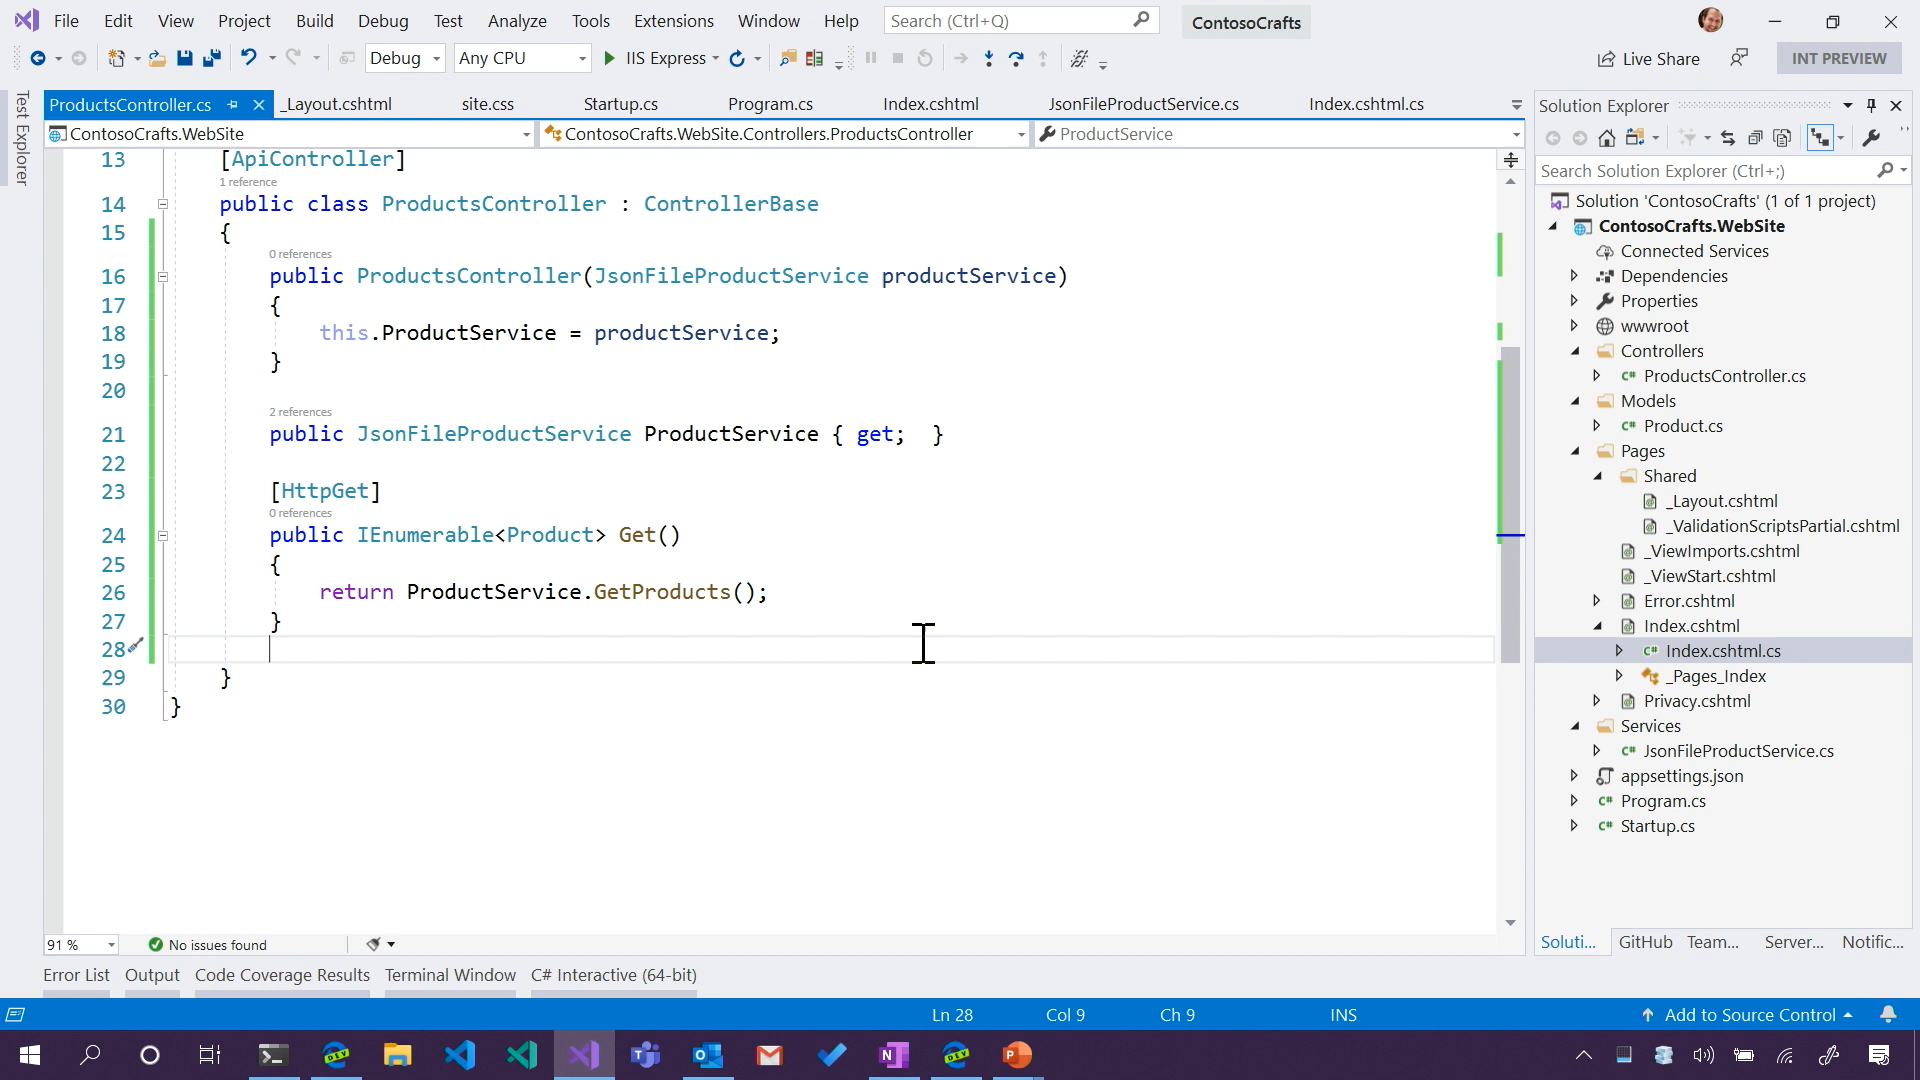 File Edit View Project Build Debug Test Analyze Tools Extensions Window Help Search (Ctrl+Q) ContosoCrafts
Debug Any CPU IIS Express Live Share INT PREVIEW
Test Explorer
ProductsController.cs _Layout.cshtml site.css Startup.cs Program.cs Index.cshtml JsonFileProductService.cs Index.cshtml.cs
ContosoCrafts.WebSite ContosoCrafts.WebSite.Controllers.ProductsController ProductService
13 [ApiController]
1 reference
14 public class ProductsController : ControllerBase
15 {
0 references
16 public ProductsController(JsonFileProductService productService)
17 {
18 this.ProductService = productService;
19 }
20
2 references
21 public JsonFileProductService ProductService { get;  }
22
23 [HttpGet]
0 references
24 public IEnumerable<Product> Get()
25 {
26 return ProductService.GetProducts();
27 }
28
29 }
30 }
91 % No issues found
Error List Output Code Coverage Results Terminal Window C# Interactive (64-bit)
Solution Explorer
Search Solution Explorer (Ctrl+;)
Solution 'ContosoCrafts' (1 of 1 project)
ContosoCrafts.WebSite
Connected Services
Dependencies
Properties
wwwroot
Controllers
C# ProductsController.cs
Models
C# Product.cs
Pages
Shared
_Layout.cshtml
_ValidationScriptsPartial.cshtml
_ViewImports.cshtml
_ViewStart.cshtml
Error.cshtml
Index.cshtml
C# Index.cshtml.cs
_Pages_Index
Privacy.cshtml
Services
C# JsonFileProductService.cs
appsettings.json
C# Program.cs
C# Startup.cs
Soluti... GitHub Team... Server... Notific...
Ln 28 Col 9 Ch 9 INS Add to Source Control
DEV DEV